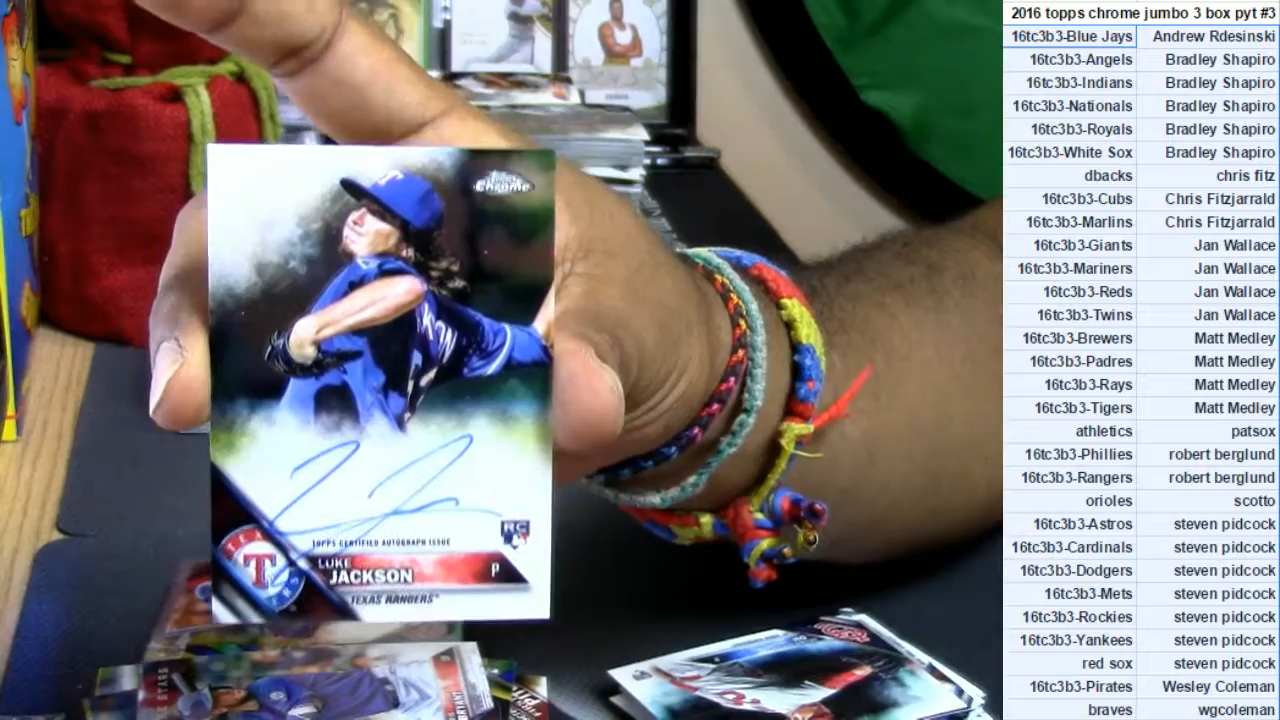 2016 topps chrome jumbo 3 box pyt #3
16tc3b3-Blue Jays Andrew Rdesinski
16tc3b3-Angels Bradley Shapiro
16tc3b3-Indians Bradley Shapiro
16tc3b3-Nationals Bradley Shapiro
16tc3b3-Royals Bradley Shapiro
16tc3b3-White Sox Bradley Shapiro
dbacks chris fitz
16tc3b3-Cubs Chris Fitzjarrald
16tc3b3-Marlins Chris Fitzjarrald
16tc3b3-Giants Jan Wallace
16tc3b3-Mariners Jan Wallace
16tc3b3-Reds Jan Wallace
16tc3b3-Twins Jan Wallace
16tc3b3-Brewers Matt Medley
16tc3b3-Padres Matt Medley
16tc3b3-Rays Matt Medley
16tc3b3-Tigers Matt Medley
athletics patsox
16tc3b3-Phillies robert berglund
16tc3b3-Rangers robert berglund
orioles scotto
16tc3b3-Astros steven pidcock
16tc3b3-Cardinals steven pidcock
16tc3b3-Dodgers steven pidcock
16tc3b3-Mets steven pidcock
16tc3b3-Rockies steven pidcock
16tc3b3-Yankees steven pidcock
red sox steven pidcock
16tc3b3-Pirates Wesley Coleman
braves wgcoleman
Topps
Chrome
T
RC
TOPPS CERTIFIED AUTOGRAPH ISSUE
LUKE
JACKSON
P
TEXAS RANGERS
T
STARS
BRYANT